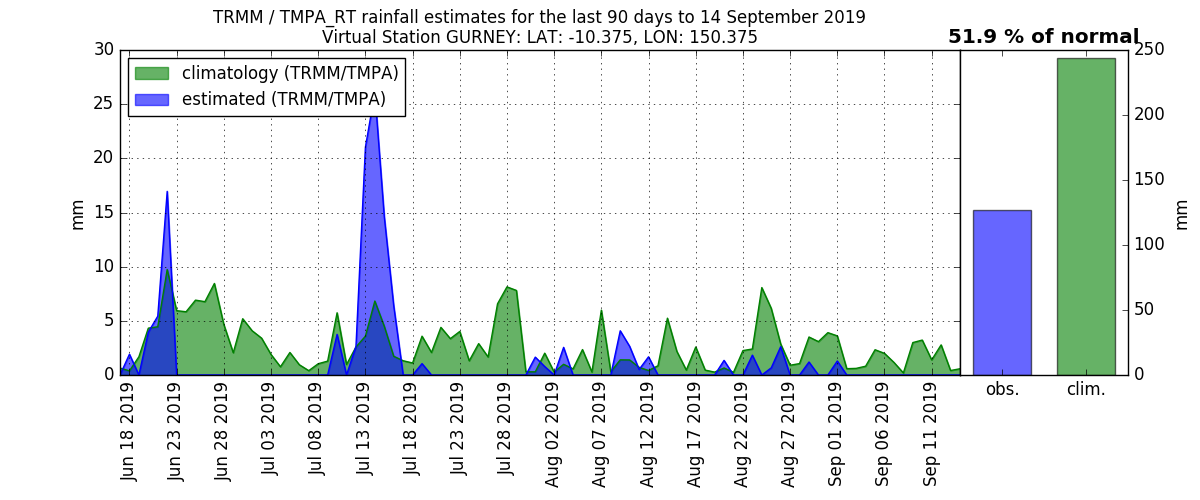 TRMM / TMPA_RT rainfall estimates for the last 90 days to 14 September 2019
Virtual Station GURNEY: LAT: -10.375, LON: 150.375
51.9 % of normal
climatology (TRMM/TMPA)
estimated (TRMM/TMPA)
30
25
20
15
10
5
0
mm
250
200
150
100
50
0
mm
Jun 18 2019
Jun 23 2019
Jun 28 2019
Jul 03 2019
Jul 08 2019
Jul 13 2019
Jul 18 2019
Jul 23 2019
Jul 28 2019
Aug 02 2019
Aug 07 2019
Aug 12 2019
Aug 17 2019
Aug 22 2019
Aug 27 2019
Sep 01 2019
Sep 06 2019
Sep 11 2019
obs.
clim.